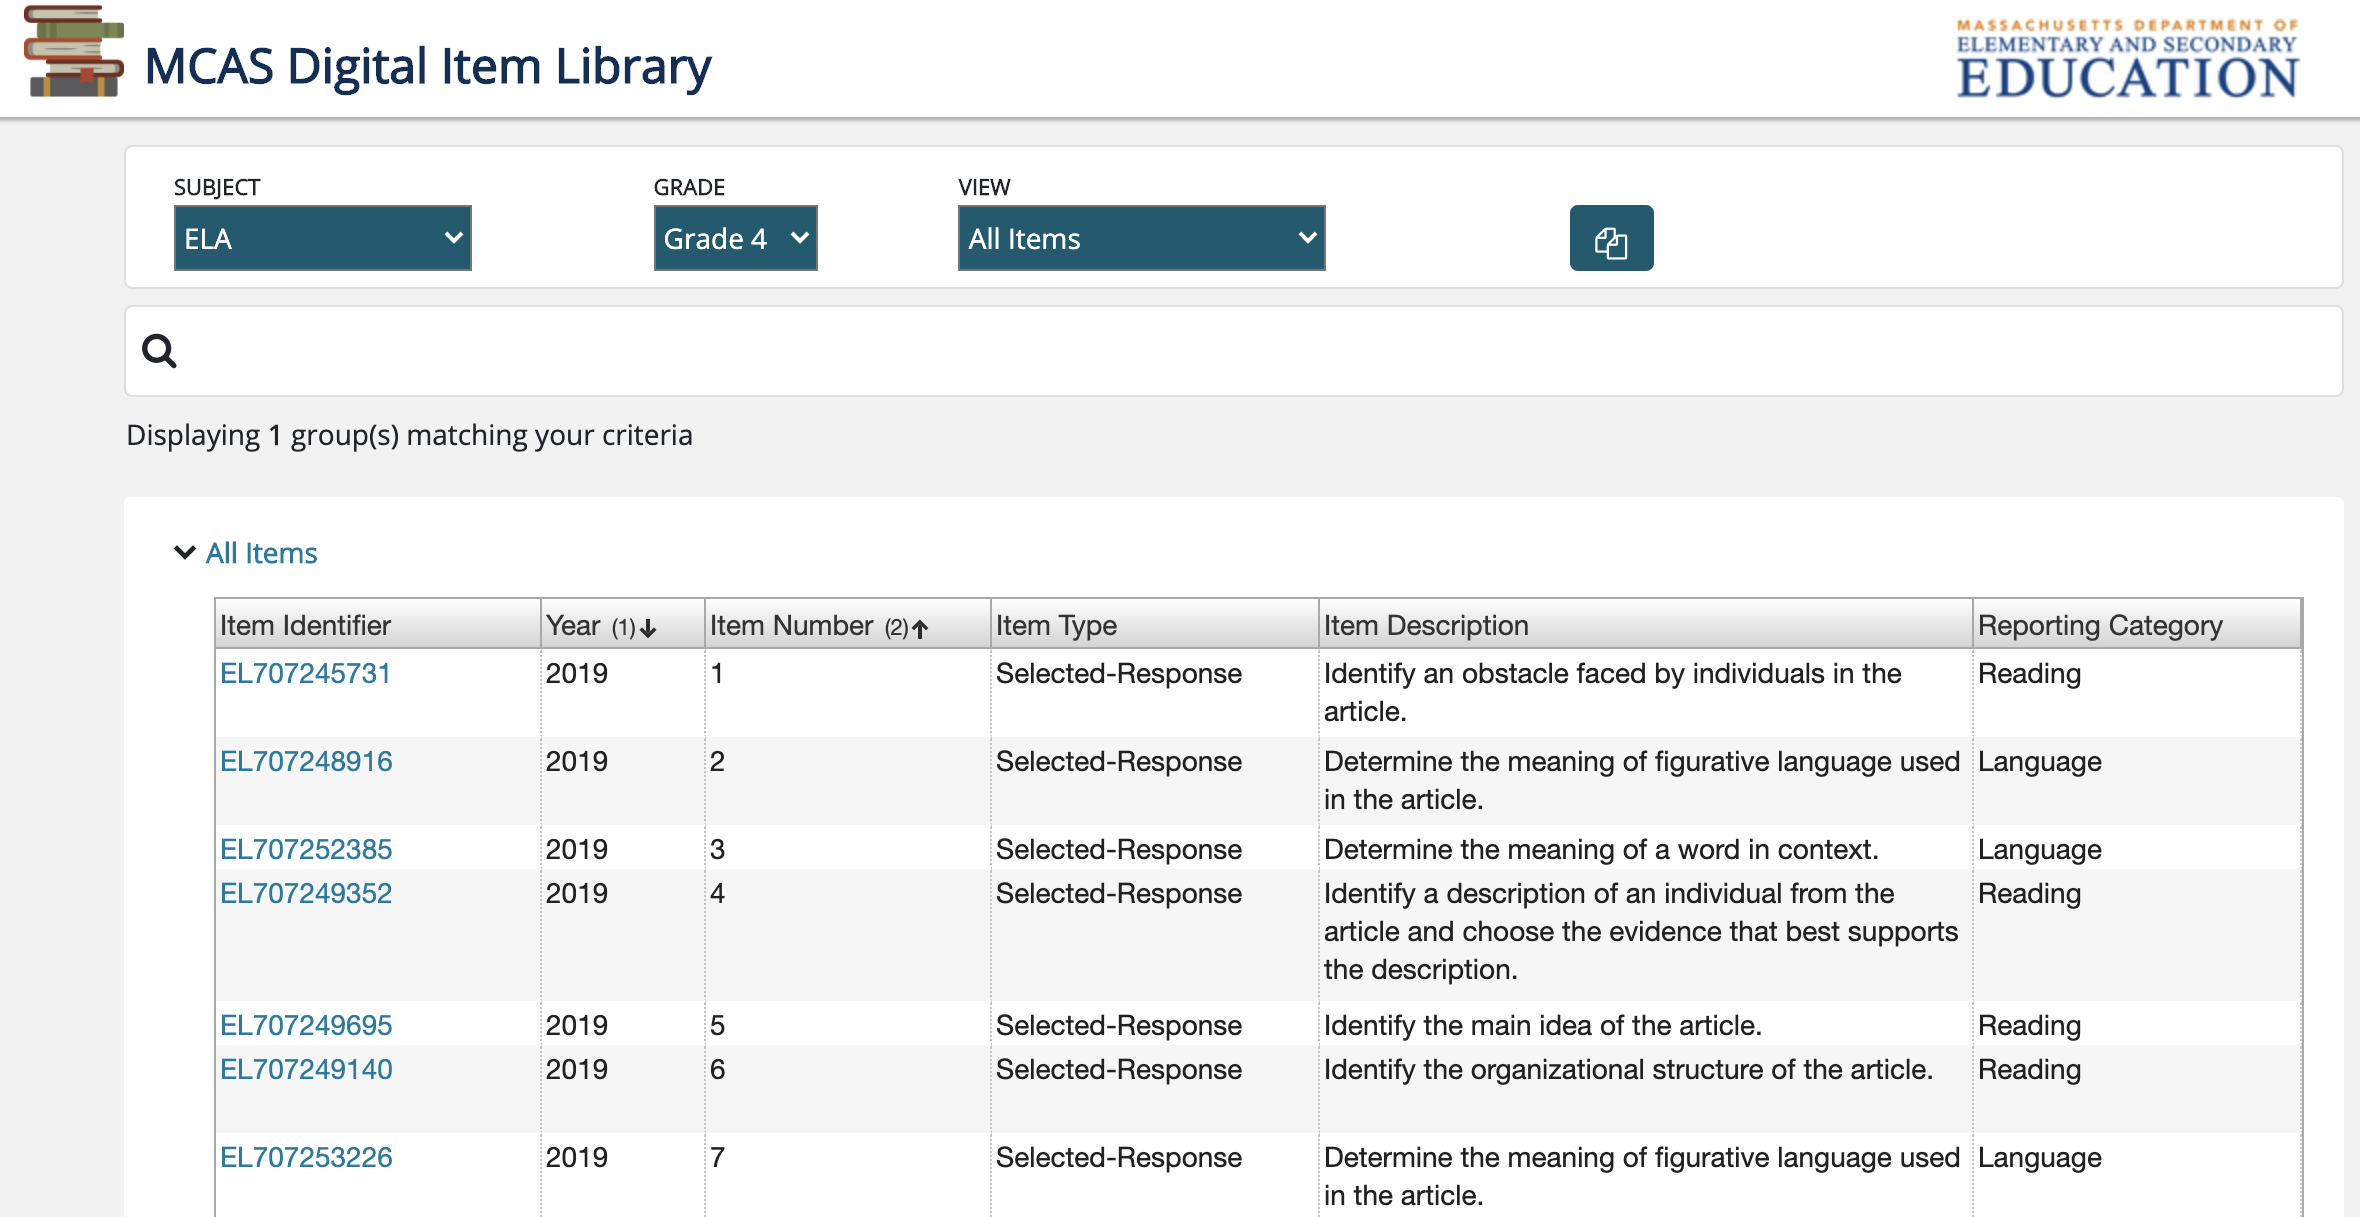 MCAS Digital Item Library
MASSACHUSETTS DEPARTMENT OF
ELEMENTARY AND SECONDARY
EDUCATION
SUBJECT GRADE VIEW
ELA Grade 4 All Items
Displaying 1 group(s) matching your criteria
All Items
Item Identifier Year (1) Item Number (2) Item Type Item Description Reporting Category
EL707245731 2019 1 Selected-Response Identify an obstacle faced by individuals in the Reading
article.
EL707248916 2019 2 Selected-Response Determine the meaning of figurative language used Language
in the article.
EL707252385 2019 3 Selected-Response Determine the meaning of a word in context. Language
EL707249352 2019 4 Selected-Response Identify a description of an individual from the Reading
article and choose the evidence that best supports
the description.
EL707249695 2019 5 Selected-Response Identify the main idea of the article. Reading
EL707249140 2019 6 Selected-Response Identify the organizational structure of the article. Reading
EL707253226 2019 7 Selected-Response Determine the meaning of figurative language used Language
in the article.